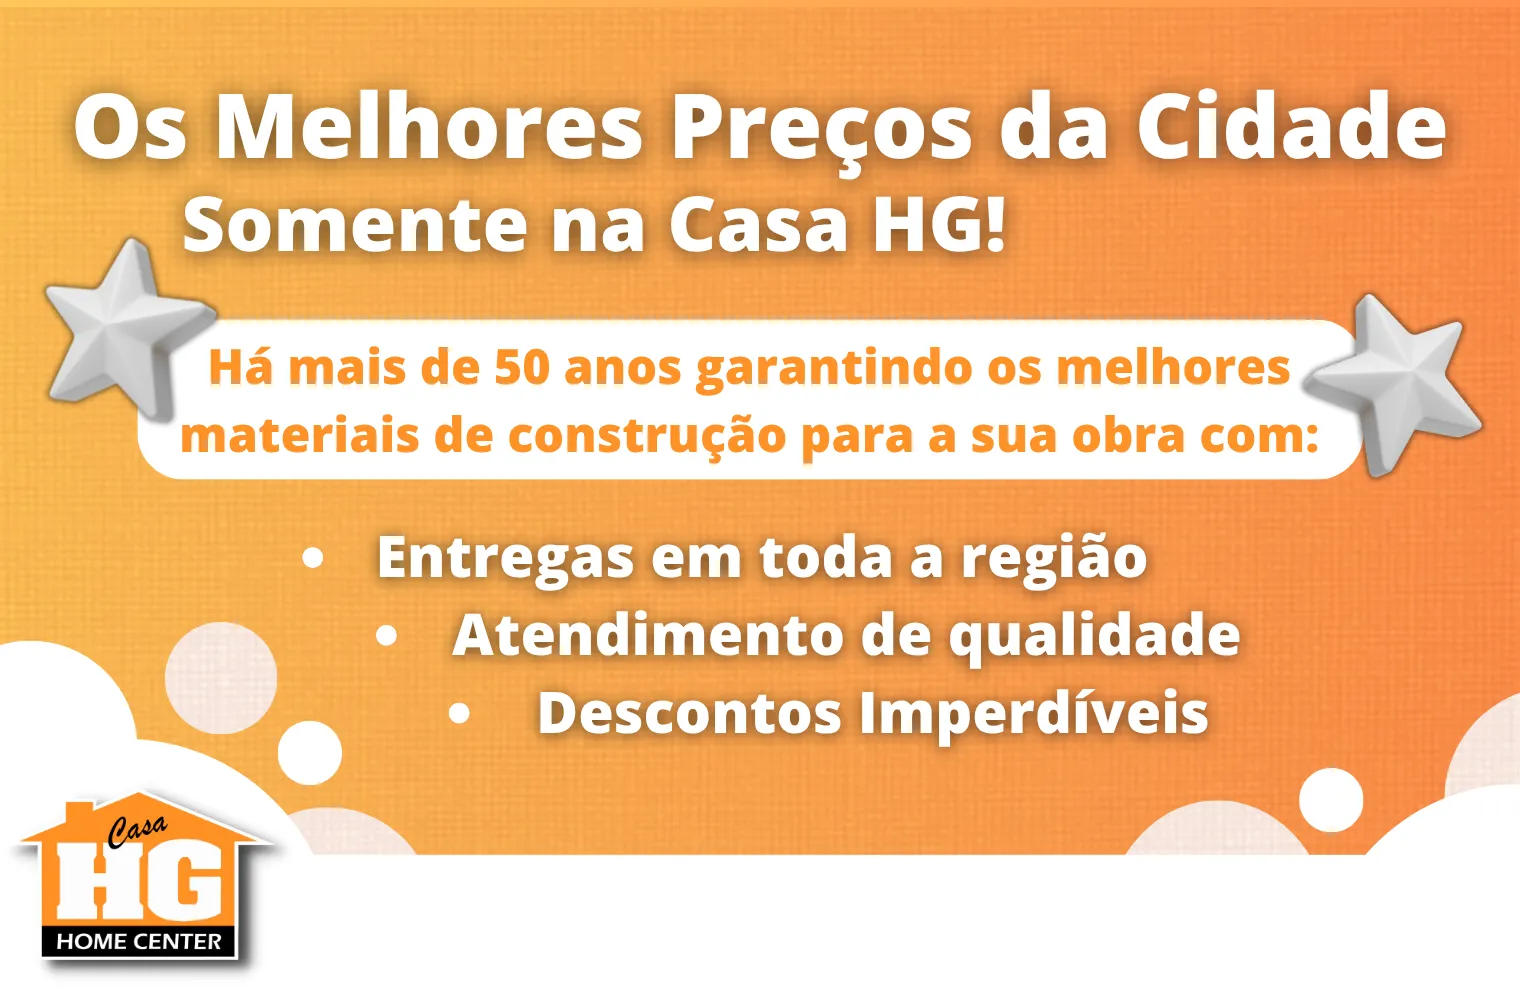 Os Melhores Preços da Cidade
Somente na Casa HG!
Há mais de 50 anos garantindo os melhores
materiais de construção para a sua obra com:
• Entregas em toda a região
• Atendimento de qualidade
• Descontos Imperdíveis
Casa
HG
HOME CENTER